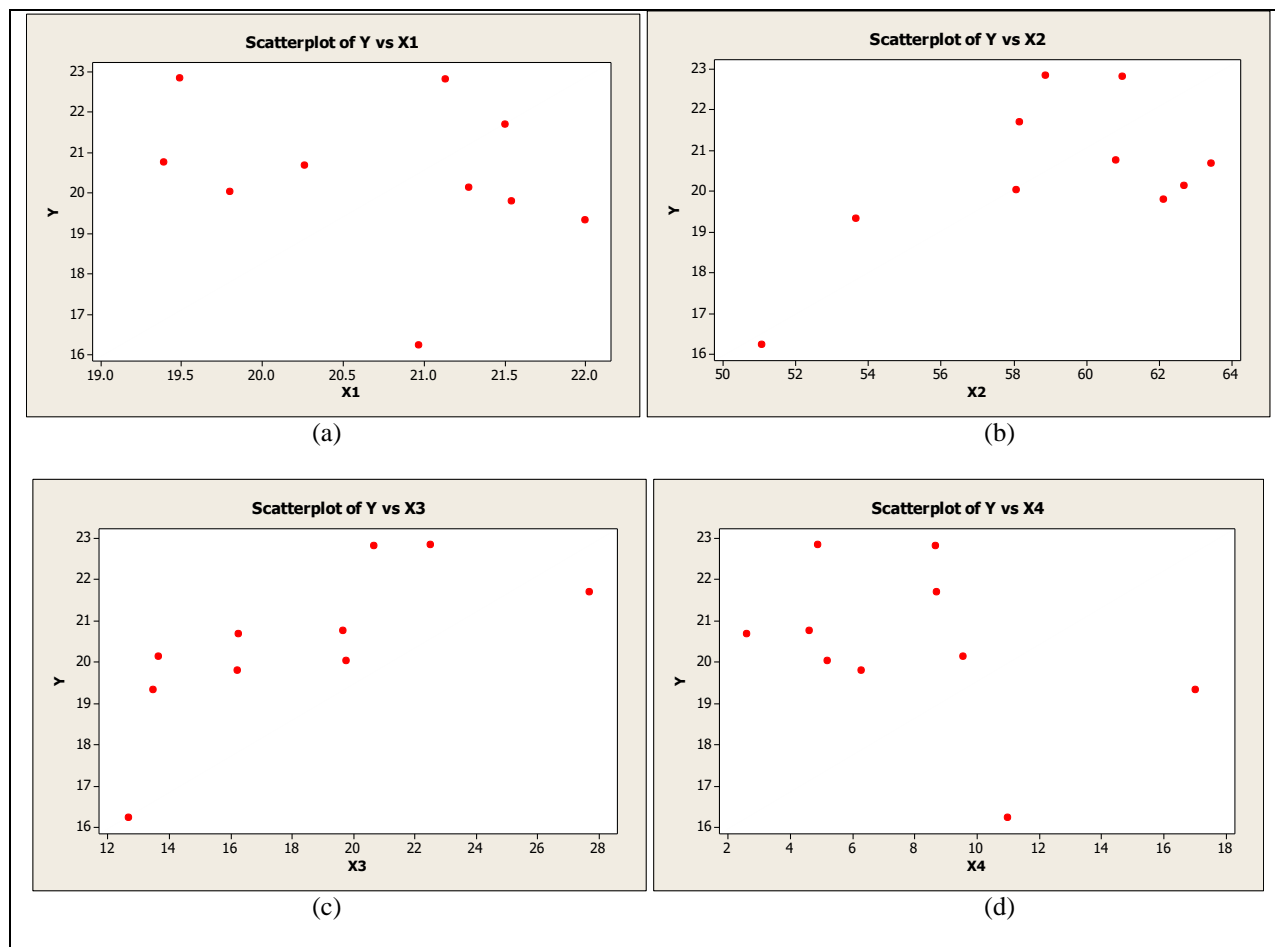 Scatterplot of Y vs X1
23
22
21
20
19
18
17
16
Y
19.0 19.5 20.0 20.5 21.0 21.5 22.0
X1
(a)
Scatterplot of Y vs X2
23
22
21
20
19
18
17
16
Y
50 52 54 56 58 60 62 64
X2
(b)
Scatterplot of Y vs X3
23
22
21
20
19
18
17
16
Y
12 14 16 18 20 22 24 26 28
X3
(c)
Scatterplot of Y vs X4
23
22
21
20
19
18
17
16
Y
2 4 6 8 10 12 14 16 18
X4
(d)